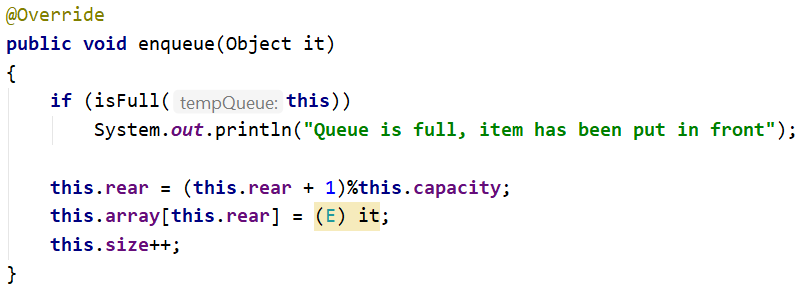 @Override
public void enqueue(Object it)
{
    if (isFull( tempQueue: this))
        System.out.println("Queue is full, item has been put in front");
    this.rear = (this.rear + 1)%this.capacity;
    this.array[this.rear] = (E) it;
    this.size++;
}